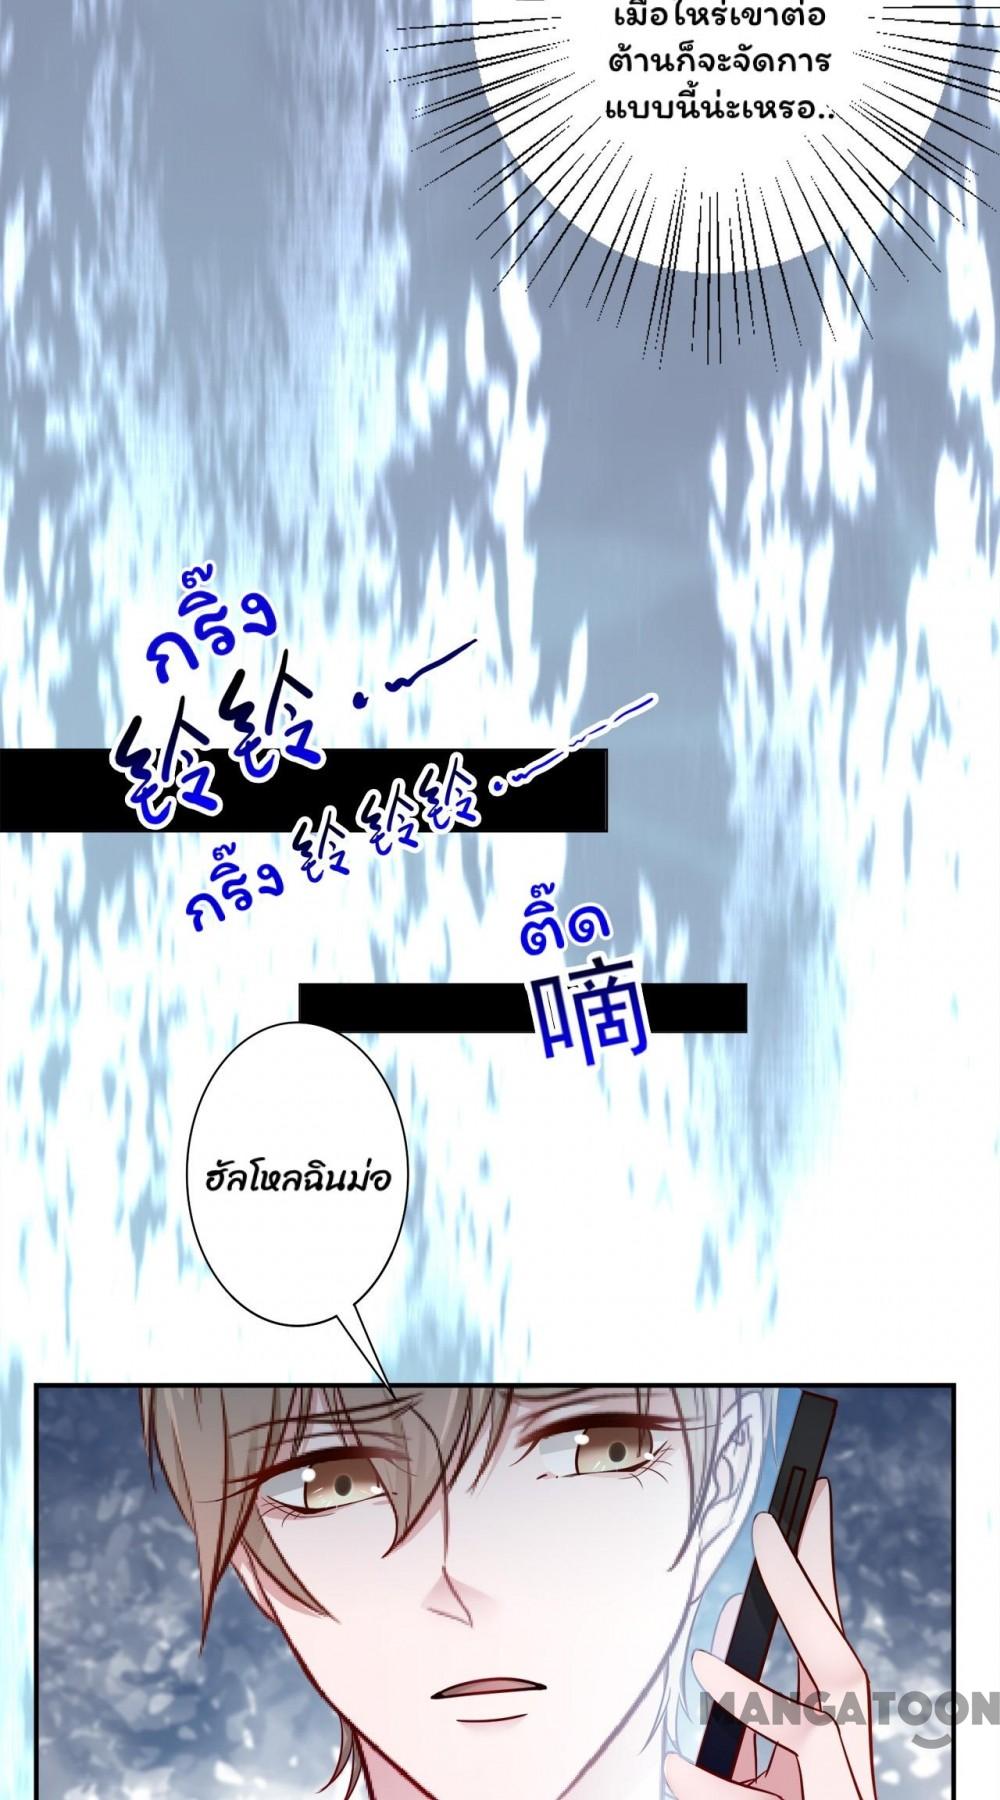 เมื่อไหร่เขาต่อ
ต้านก็จะจัดการ
แบบนี้น่ะเหรอ..
กริ๊ง
铃铃
铃铃铃
กริ๊ง
ติ๊ด
嘀
ฮัลโหลฉินม่อ
MANGATOON